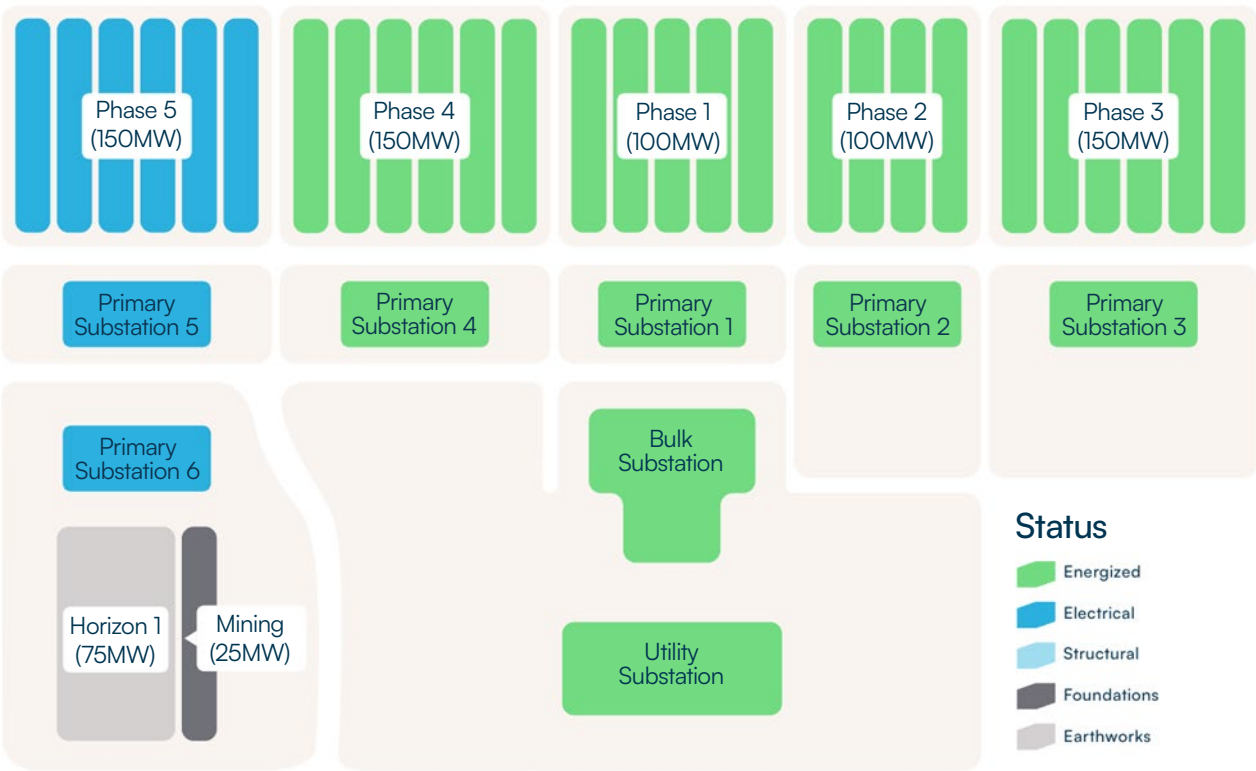 Phase 5
(150MW)
Phase 4
(150MW)
Phase 1
(100MW)
Phase 2
(100MW)
Phase 3
(150MW)
Primary
Substation 5
Primary
Substation 4
Primary
Substation 1
Primary
Substation 2
Primary
Substation 3
Primary
Substation 6
Bulk
Substation
Horizon 1
(75MW)
Mining
(25MW)
Utility
Substation
Status
Energized
Electrical
Structural
Foundations
Earthworks